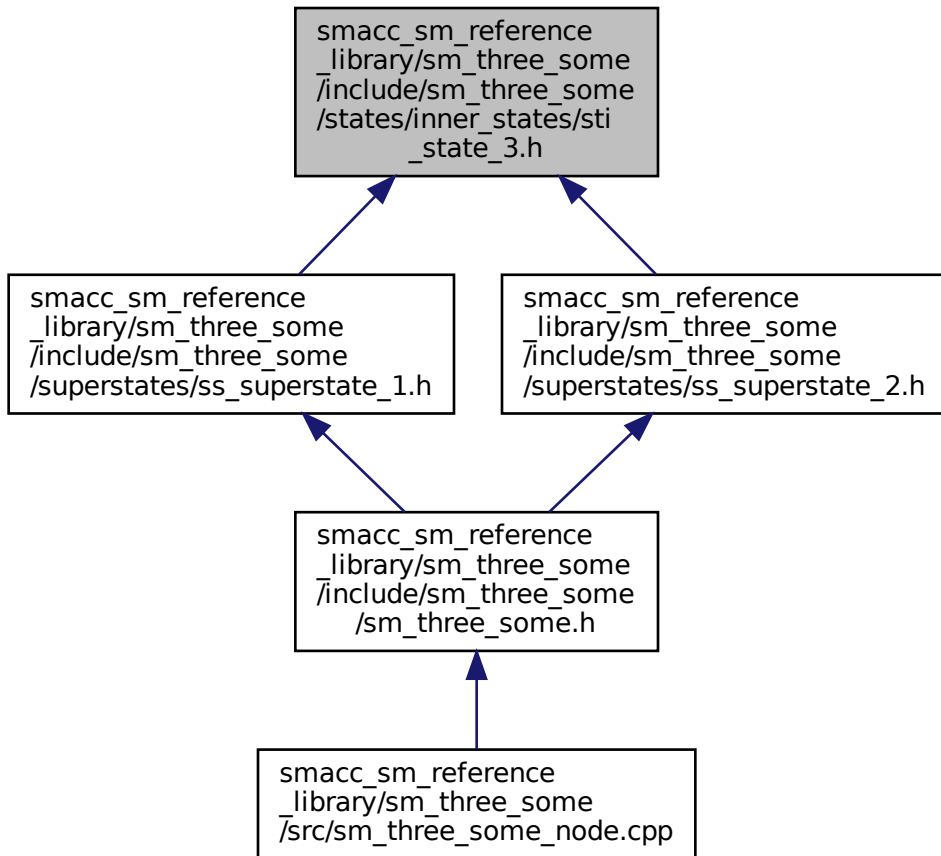 smacc_sm_reference
_library/sm_three_some
/include/sm_three_some
/states/inner_states/sti
_state_3.h
smacc_sm_reference
_library/sm_three_some
/include/sm_three_some
/superstates/ss_superstate_1.h
smacc_sm_reference
_library/sm_three_some
/include/sm_three_some
/superstates/ss_superstate_2.h
smacc_sm_reference
_library/sm_three_some
/include/sm_three_some
/sm_three_some.h
smacc_sm_reference
_library/sm_three_some
/src/sm_three_some_node.cpp